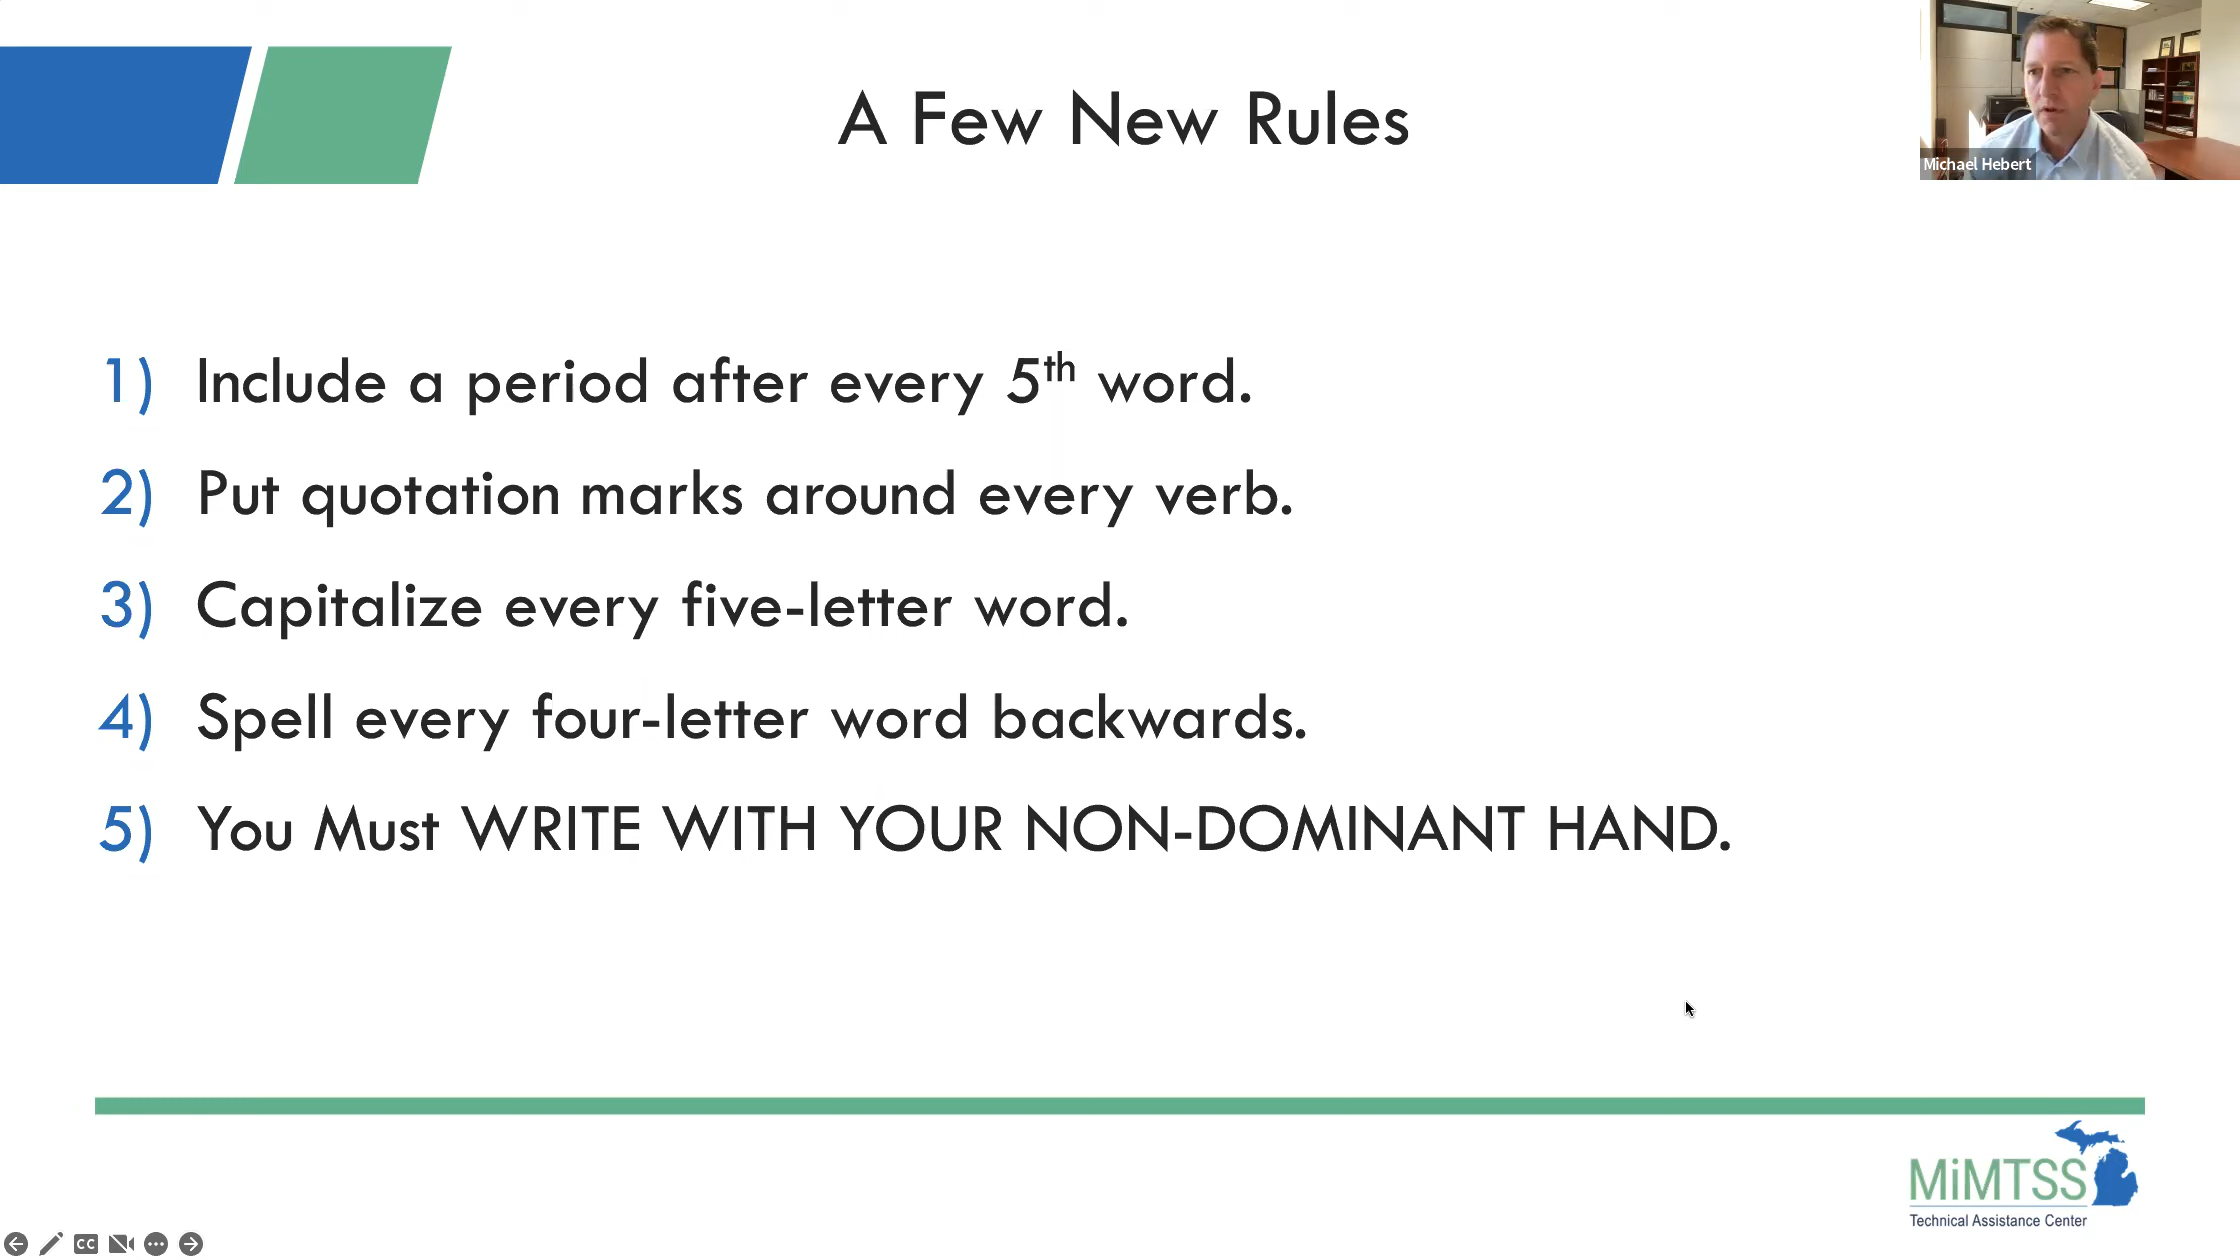 A Few New Rules
Michael Hebert
1) Include a period after every 5th word.
2) Put quotation marks around every verb.
3) Capitalize every five-letter word.
4) Spell every four-letter word backwards.
5) You Must WRITE WITH YOUR NON-DOMINANT HAND.
MiMTSS
Technical Assistance Center
CC